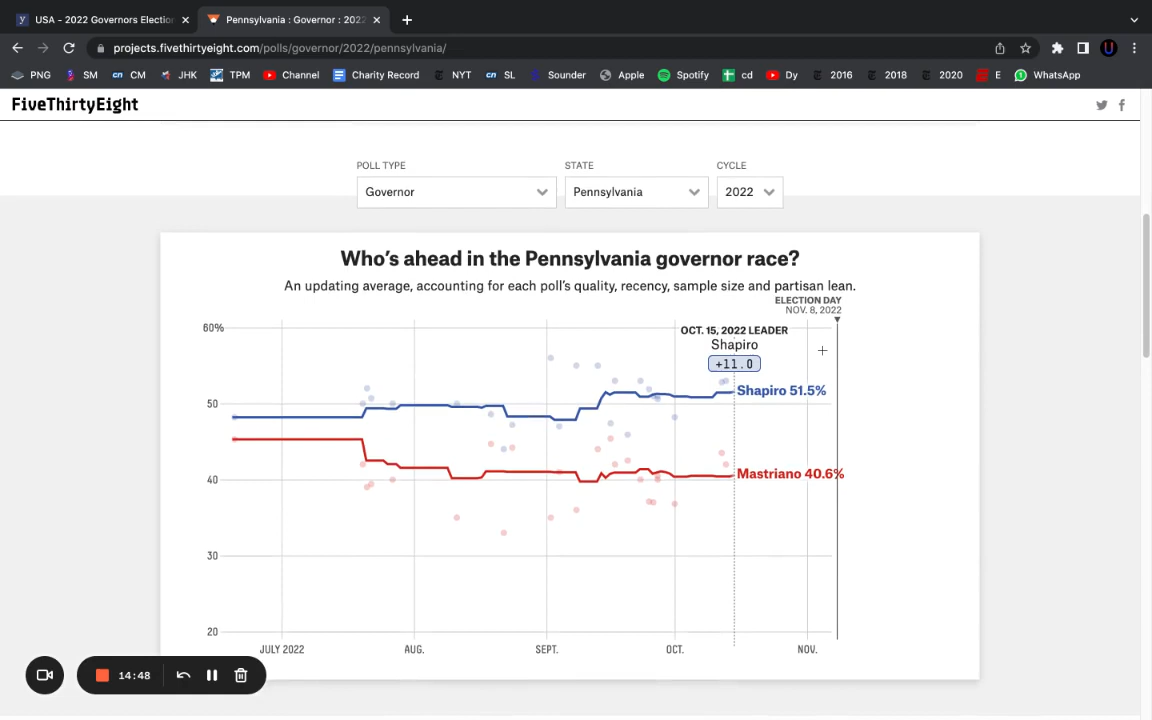 USA - 2022 Governors Electio
Pennsylvania : Governor : 2022
projects.fivethirtyeight.com/polls/governor/2022/pennsylvania/
PNG SM CM JHK TPM Channel Charity Record NYT SL Sounder Apple Spotify cd Dy 2016 2018 2020 E WhatsApp
FiveThirtyEight
POLL TYPE STATE CYCLE
Governor Pennsylvania 2022
Who's ahead in the Pennsylvania governor race?
An updating average, accounting for each poll's quality, recency, sample size and partisan lean.
ELECTION DAY
NOV. 8, 2022
60%
OCT. 15, 2022 LEADER
Shapiro
+11.0
Shapiro 51.5%
50
Mastriano 40.6%
40
30
20
JULY 2022 AUG. SEPT. OCT. NOV.
14:48